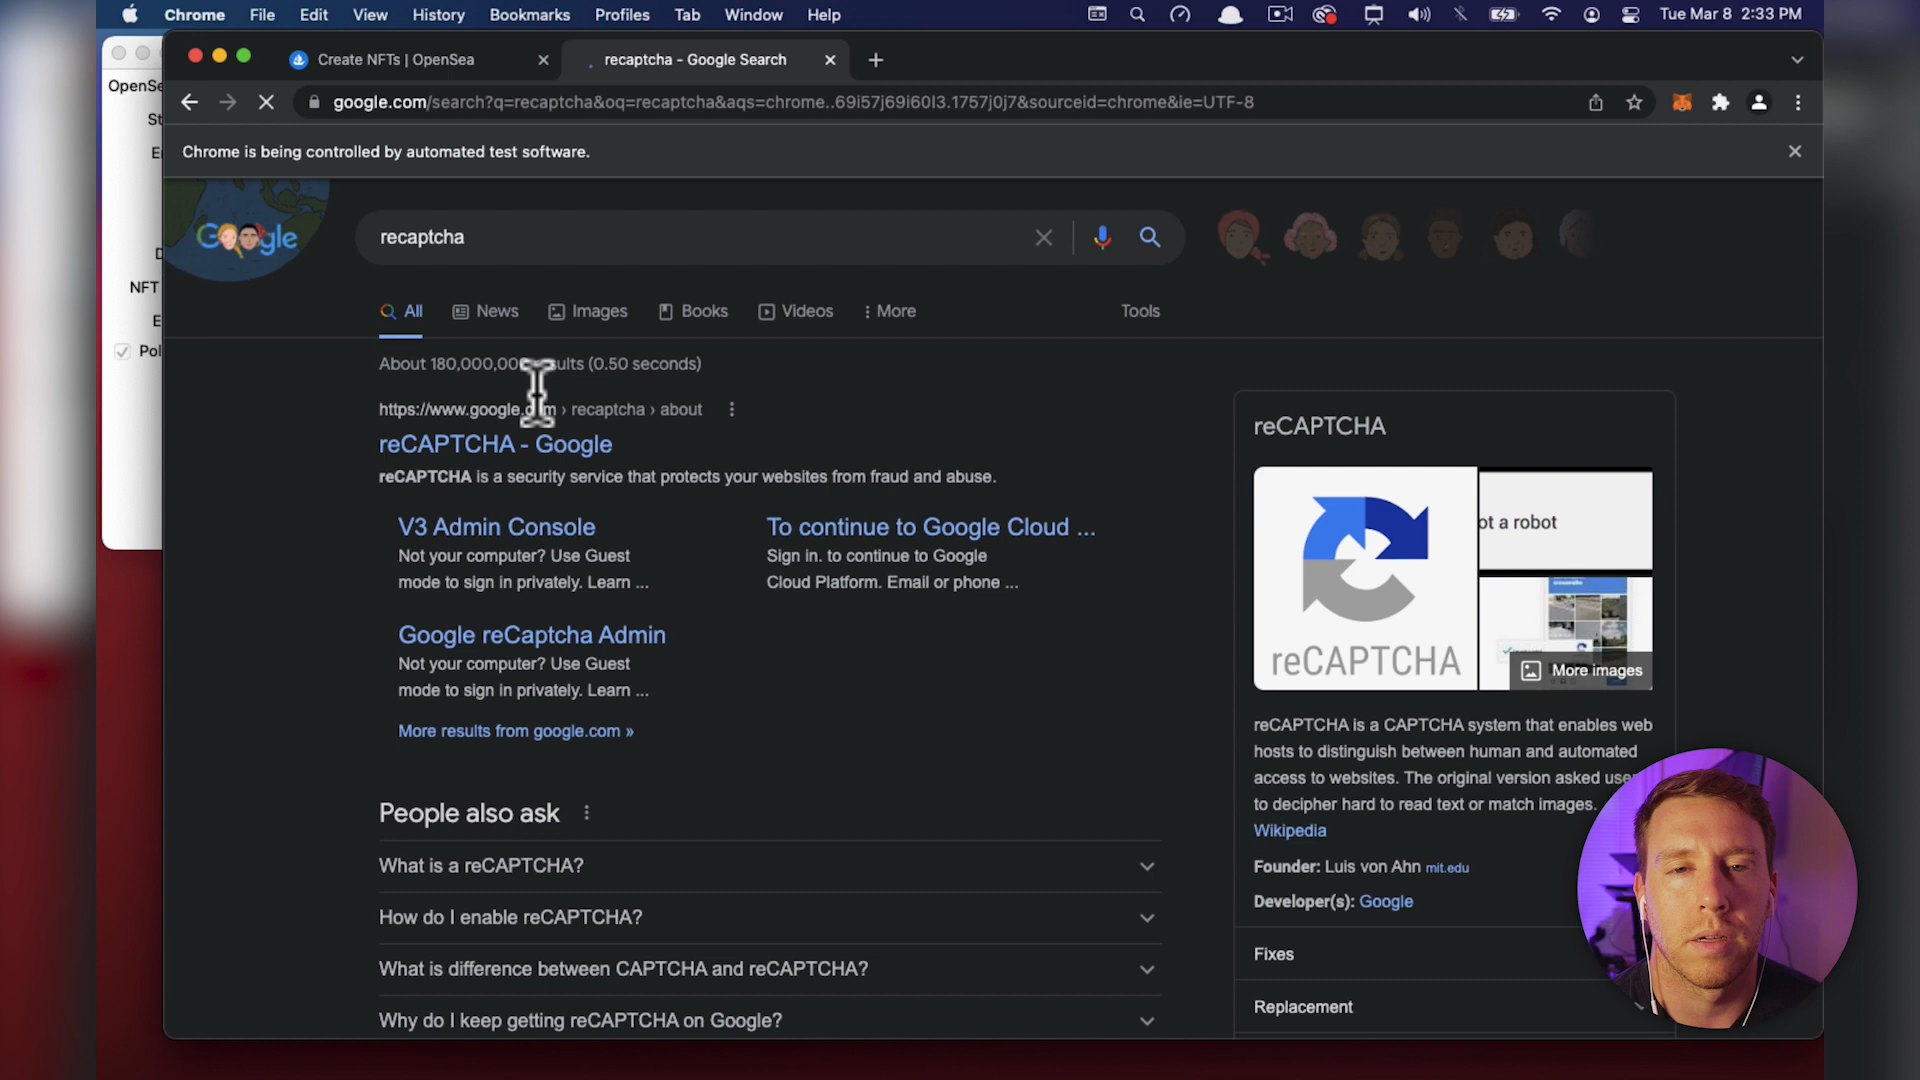 Chrome File Edit View History Bookmarks Profiles Tab Window Help
Tue Mar 8 2:33 PM
Create NFTs | OpenSea
recaptcha - Google Search
google.com/search?q=recaptcha&oq=recaptcha&aqs=chrome..69i57j69i60l3.1757j0j7&sourceid=chrome&ie=UTF-8
Chrome is being controlled by automated test software.
OpenSe
St
E
D
NFT
E
Pol
Google
recaptcha
All News Images Books Videos More Tools
About 180,000,00 sults (0.50 seconds)
https://www.google. m › recaptcha › about
reCAPTCHA - Google
reCAPTCHA is a security service that protects your websites from fraud and abuse.
V3 Admin Console
Not your computer? Use Guest
mode to sign in privately. Learn ...
To continue to Google Cloud ...
Sign in. to continue to Google
Cloud Platform. Email or phone ...
Google reCaptcha Admin
Not your computer? Use Guest
mode to sign in privately. Learn ...
More results from google.com »
People also ask
What is a reCAPTCHA?
How do I enable reCAPTCHA?
What is difference between CAPTCHA and reCAPTCHA?
Why do I keep getting reCAPTCHA on Google?
reCAPTCHA
reCAPTCHA
ot a robot
More images
reCAPTCHA is a CAPTCHA system that enables web
hosts to distinguish between human and automated
access to websites. The original version asked use
to decipher hard to read text or match images.
Wikipedia
Founder: Luis von Ahn mit.edu
Developer(s): Google
Fixes
Replacement